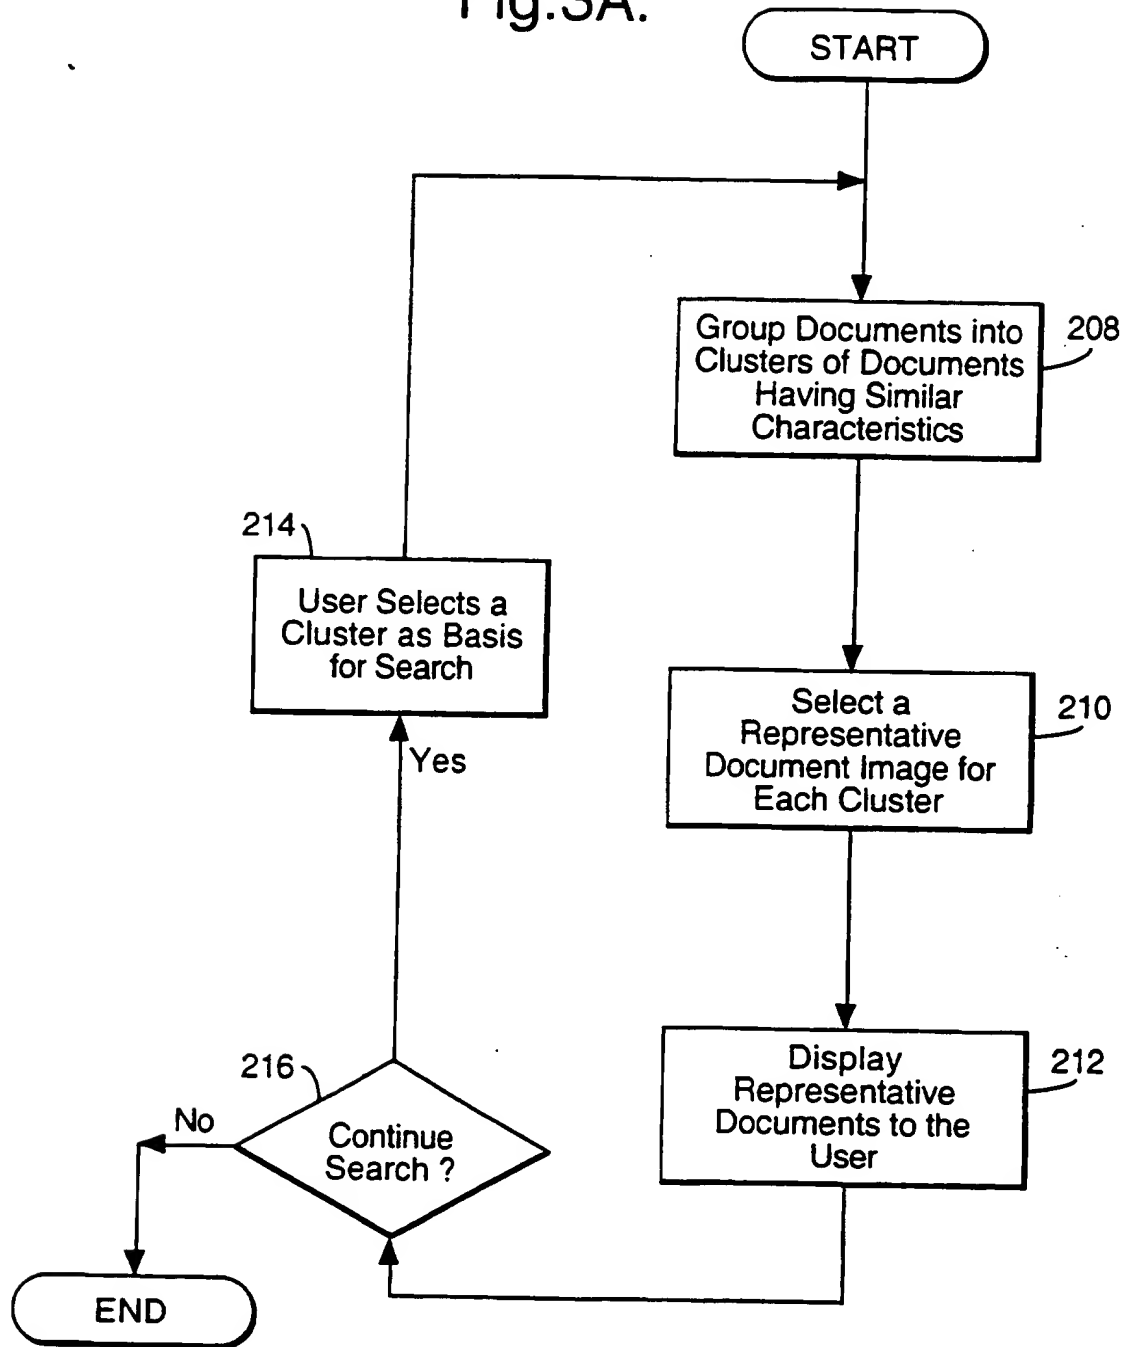 Fig.3A.
START
Group Documents into
Clusters of Documents
Having Similar
Characteristics
208
214
User Selects a
Cluster as Basis
for Search
Select a
Representative
Document Image for
Each Cluster
210
Yes
Display
Representative
Documents to the
User
212
216
No
Continue
Search ?
END